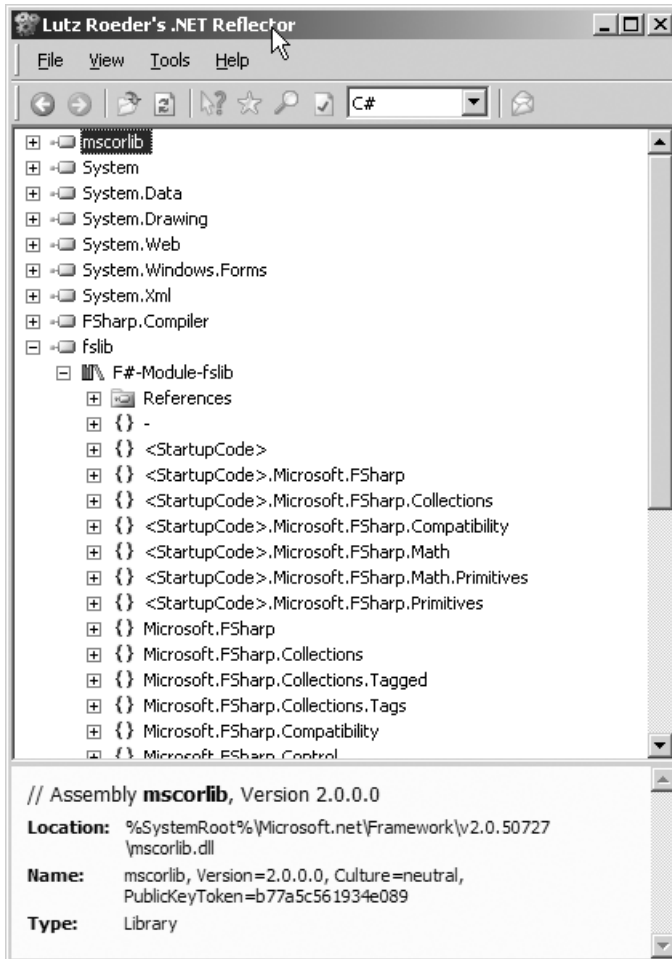 Lutz Roeder's .NET Reflector
File View Tools Help
C#
mscorlib
System
System.Data
System.Drawing
System.Web
System.Windows.Forms
System.Xml
FSharp.Compiler
fslib
F#-Module-fslib
References
{} -
{} <StartupCode>
{} <StartupCode>.Microsoft.FSharp
{} <StartupCode>.Microsoft.FSharp.Collections
{} <StartupCode>.Microsoft.FSharp.Compatibility
{} <StartupCode>.Microsoft.FSharp.Math
{} <StartupCode>.Microsoft.FSharp.Math.Primitives
{} <StartupCode>.Microsoft.FSharp.Primitives
{} Microsoft.FSharp
{} Microsoft.FSharp.Collections
{} Microsoft.FSharp.Collections.Tagged
{} Microsoft.FSharp.Collections.Tags
{} Microsoft.FSharp.Compatibility
{} Microsoft.FSharp.Control
// Assembly mscorlib, Version 2.0.0.0
Location: %SystemRoot%\Microsoft.net\Framework\v2.0.50727
\mscorlib.dll
Name: mscorlib, Version=2.0.0.0, Culture=neutral,
PublicKeyToken=b77a5c561934e089
Type: Library